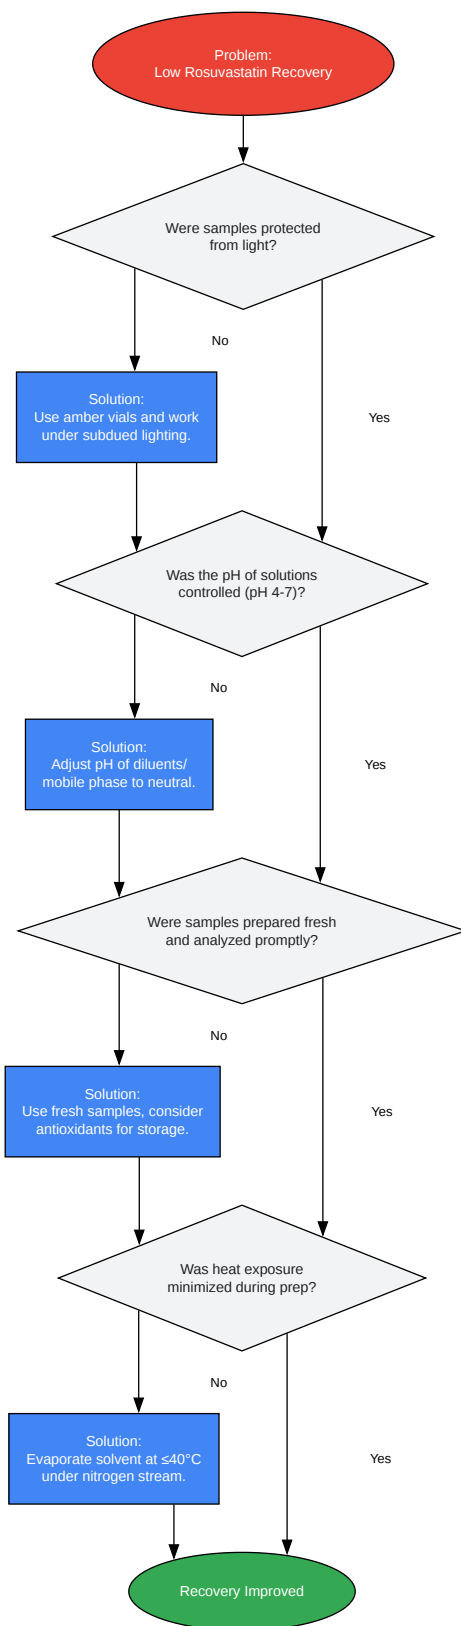 Problem:
Low Rosuvastatin Recovery
Were samples protected
from light?
No
Solution:
Use amber vials and work
under subdued lighting.
Yes
Was the pH of solutions
controlled (pH 4-7)?
No
Solution:
Adjust pH of diluents/
mobile phase to neutral.
Yes
Were samples prepared fresh
and analyzed promptly?
No
Solution:
Use fresh samples, consider
antioxidants for storage.
Yes
Was heat exposure
minimized during prep?
No
Solution:
Evaporate solvent at ≤40°C
under nitrogen stream.
Yes
Recovery Improved